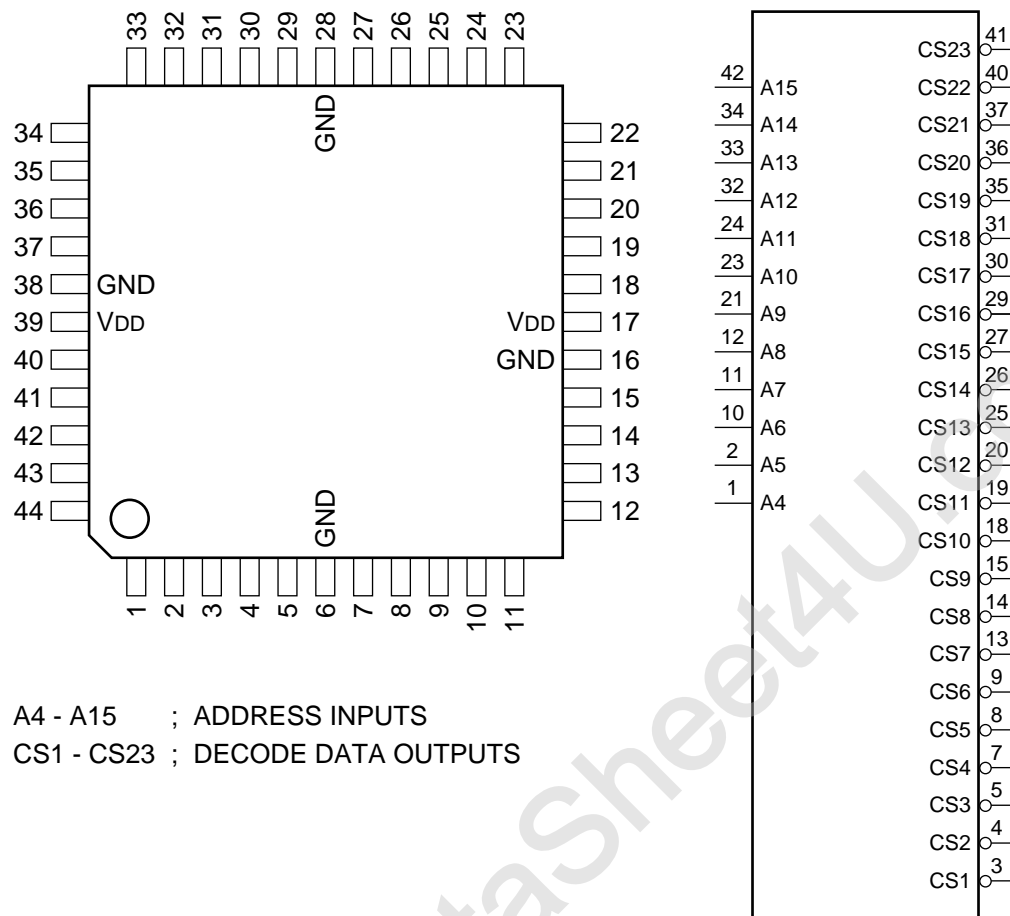 33 32 31 30 29 28 27 26 25 24 23
GND
34
35
36
37
38 GND
39 VDD
40
41
42
43
44
22
21
20
19
18
VDD 17
GND 16
15
14
13
12
GND
1 2 3 4 5 6 7 8 9 10 11
A4 - A15 ; ADDRESS INPUTS
CS1 - CS23 ; DECODE DATA OUTPUTS
42 A15
34 A14
33 A13
32 A12
24 A11
23 A10
21 A9
12 A8
11 A7
10 A6
2 A5
1 A4
CS23 41
CS22 40
CS21 37
CS20 36
CS19 35
CS18 31
CS17 30
CS16 29
CS15 27
CS14 26
CS13 25
CS12 20
CS11 19
CS10 18
CS9 15
CS8 14
CS7 13
CS6 9
CS5 8
CS4 7
CS3 5
CS2 4
CS1 3
taSheet4U.co